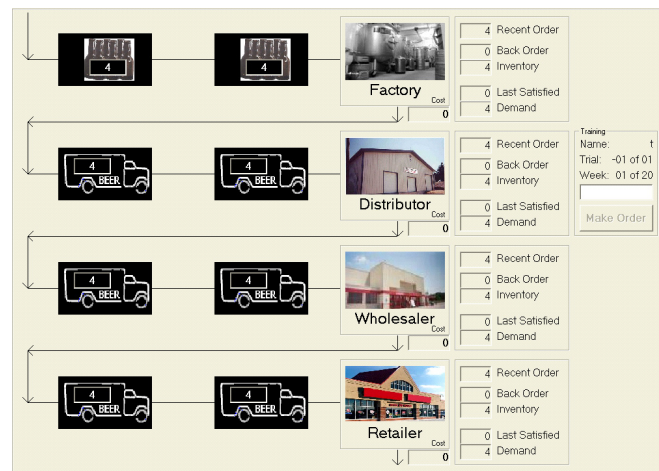 4
4
Factory
Cost
0
4 Recent Order
0 Back Order
4 Inventory
0 Last Satisfied
4 Demand
4
BEER
4
BEER
Distributor
Cost
0
4 Recent Order
0 Back Order
4 Inventory
0 Last Satisfied
4 Demand
Training
Name: t
Trial: -01 of 01
Week: 01 of 20
Make Order
4
BEER
4
BEER
Wholesaler
Cost
0
4 Recent Order
0 Back Order
4 Inventory
0 Last Satisfied
4 Demand
4
BEER
4
BEER
Retailer
Cost
0
4 Recent Order
0 Back Order
4 Inventory
0 Last Satisfied
4 Demand